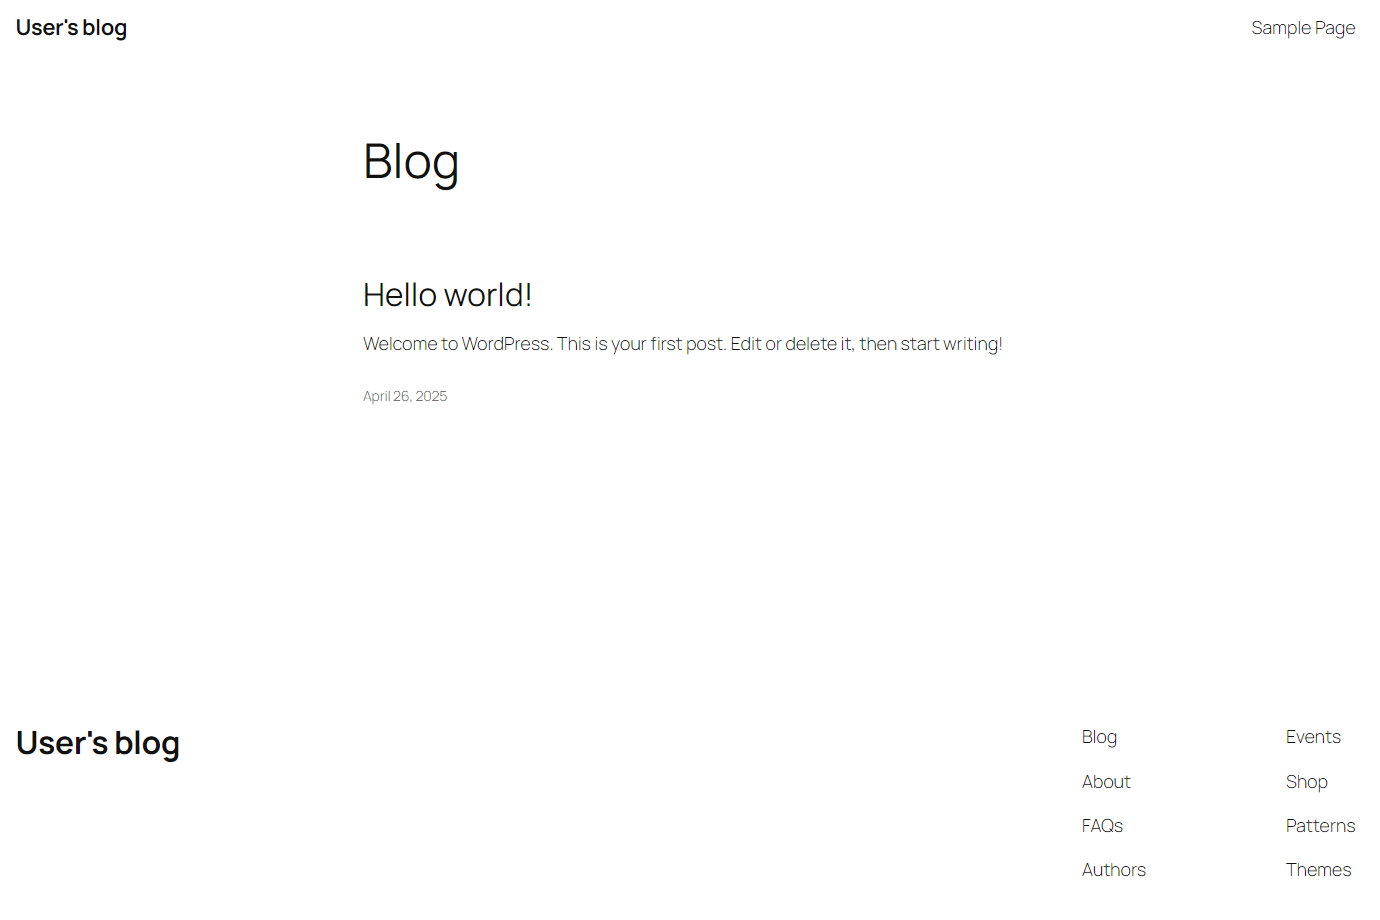 User's blog
Sample Page
Blog
Hello world!
Welcome to WordPress. This is your first post. Edit or delete it, then start writing!
April 26, 2025
User's blog
Blog
About
FAQs
Authors
Events
Shop
Patterns
Themes